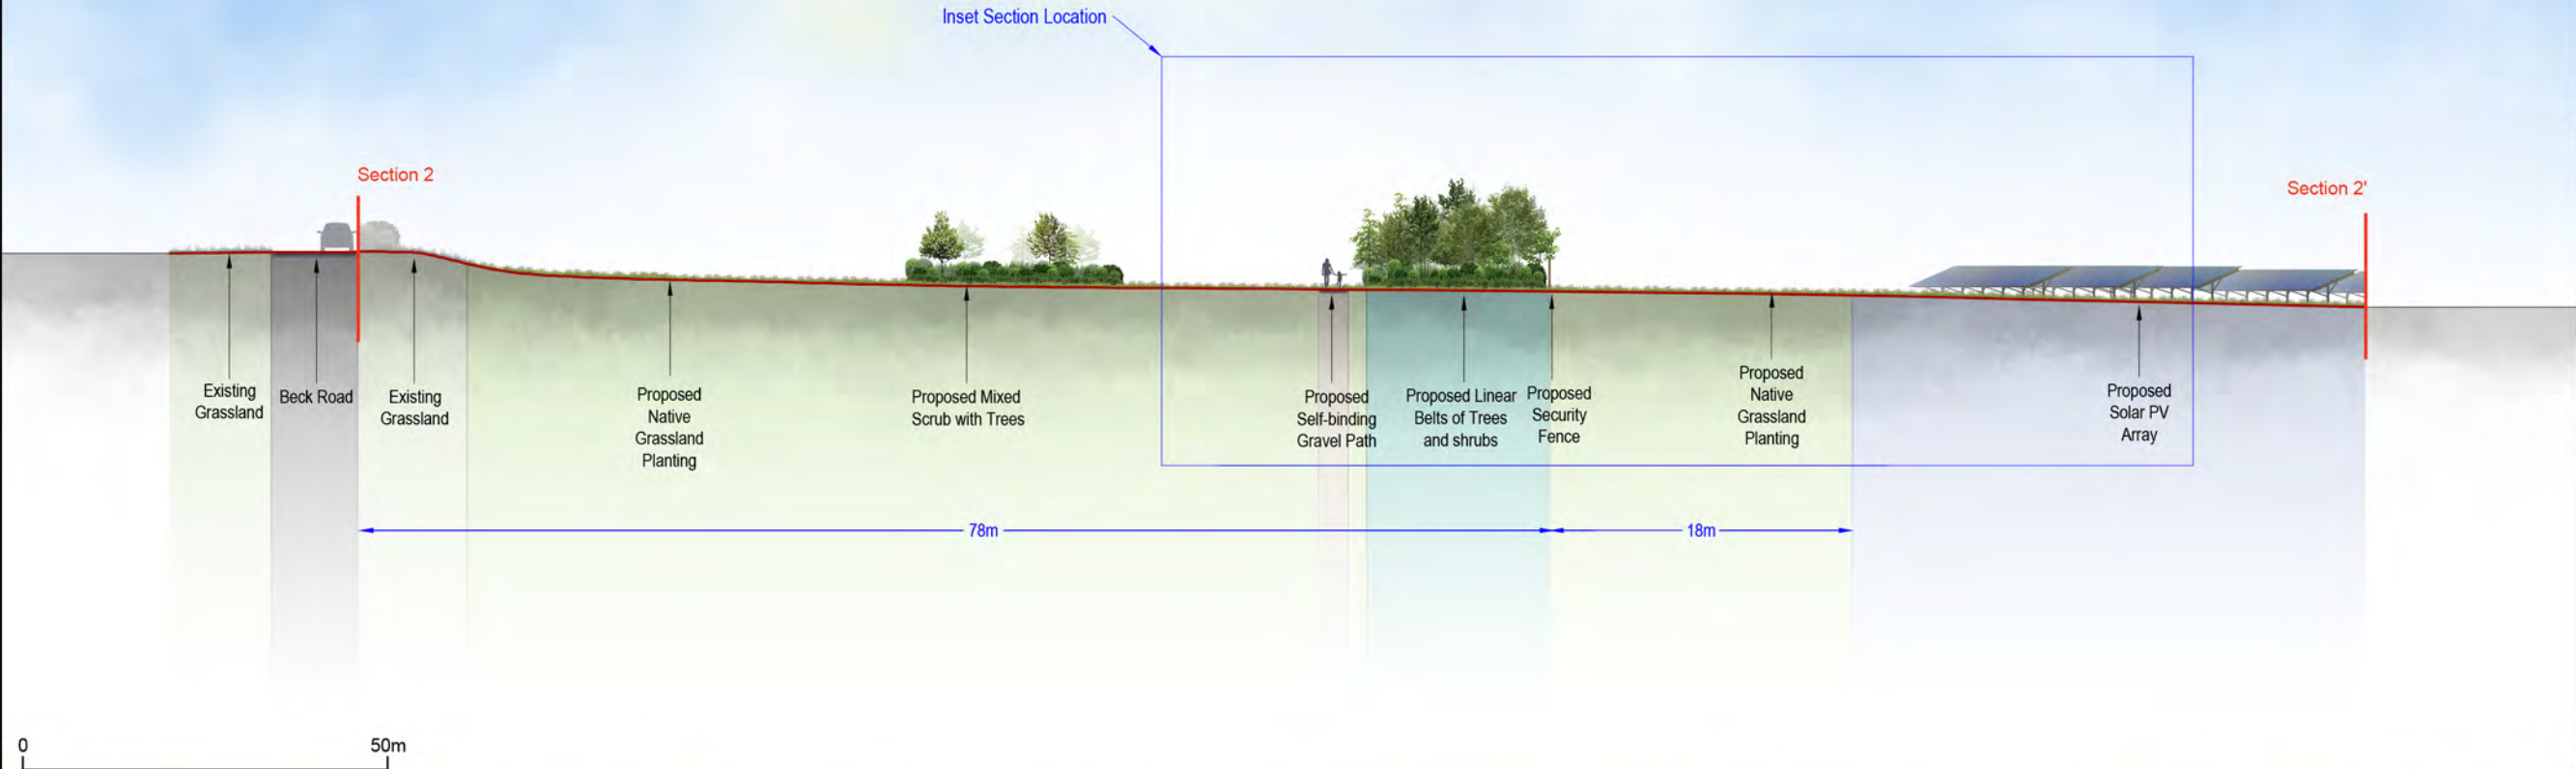 Inset Section Location
Section 2
Section 2'
Existing
Grassland
Beck Road
Existing
Grassland
Proposed
Native
Grassland
Planting
Proposed Mixed
Scrub with Trees
Proposed
Self-binding
Gravel Path
Proposed Linear
Belts of Trees
and shrubs
Proposed
Security
Fence
Proposed
Native
Grassland
Planting
Proposed
Solar PV
Array
78m
18m
0
50m